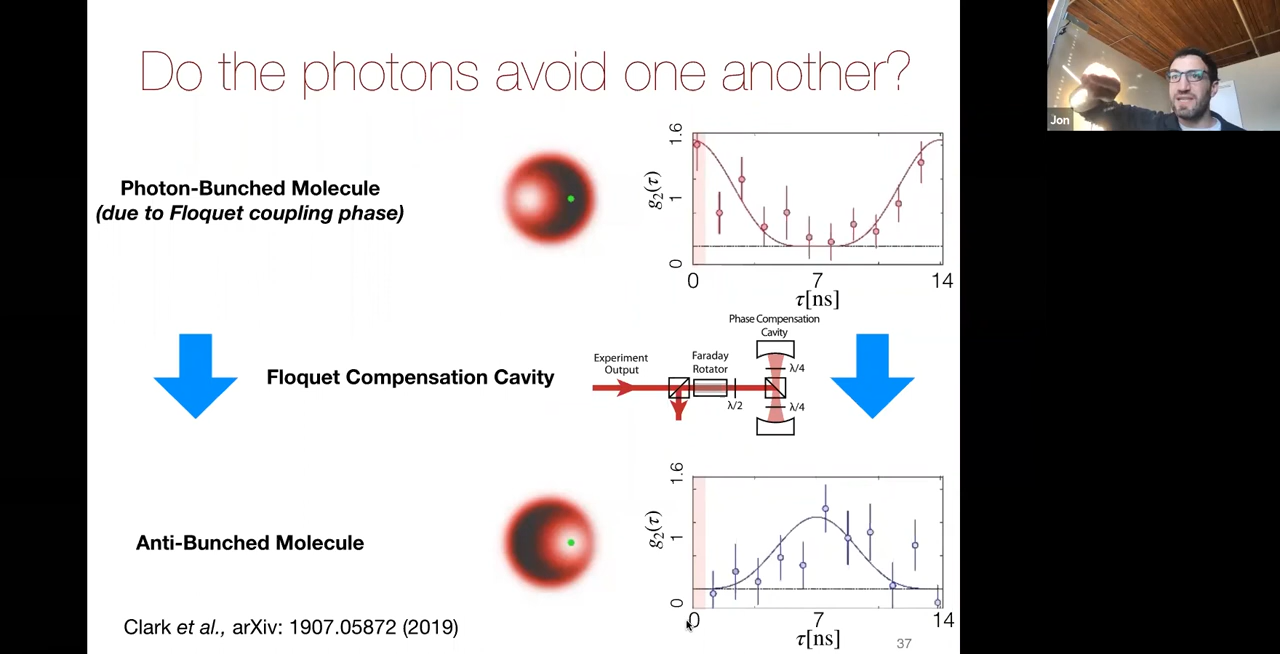 Do the photons avoid one another?
Jon
Photon-Bunched Molecule
(due to Floquet coupling phase)
g₂(τ)
1.6
1
0
0 7 14
τ[ns]
Floquet Compensation Cavity
Experiment
Output
Faraday
Rotator
λ/2
Phase Compensation
Cavity
λ/4
λ/4
Anti-Bunched Molecule
g₂(τ)
1.6
1
0
0 7 14
τ[ns]
Clark et al., arXiv: 1907.05872 (2019)
37